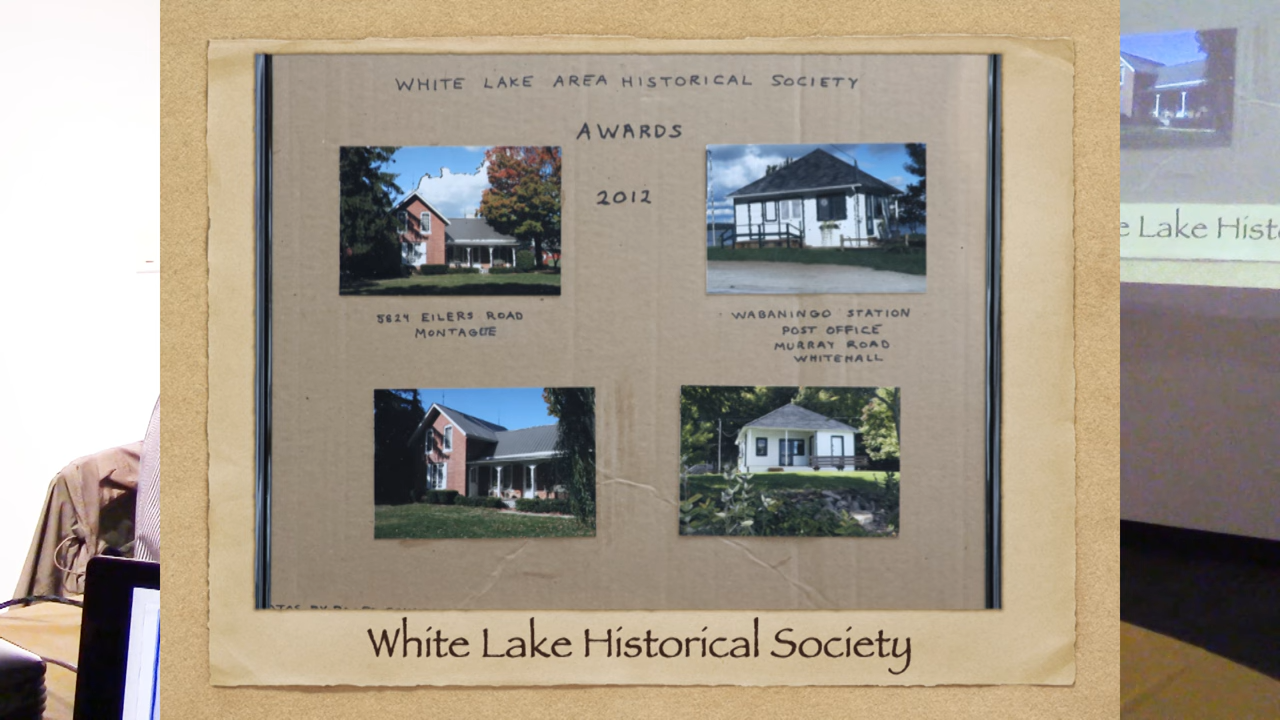 WHITE LAKE AREA HISTORICAL SOCIETY
AWARDS
2012
5824 EILERS ROAD
MONTAGUE
WABANINGO STATION
POST OFFICE
MURRAY ROAD
WHITEHALL
White Lake Historical Society
e Lake Histo